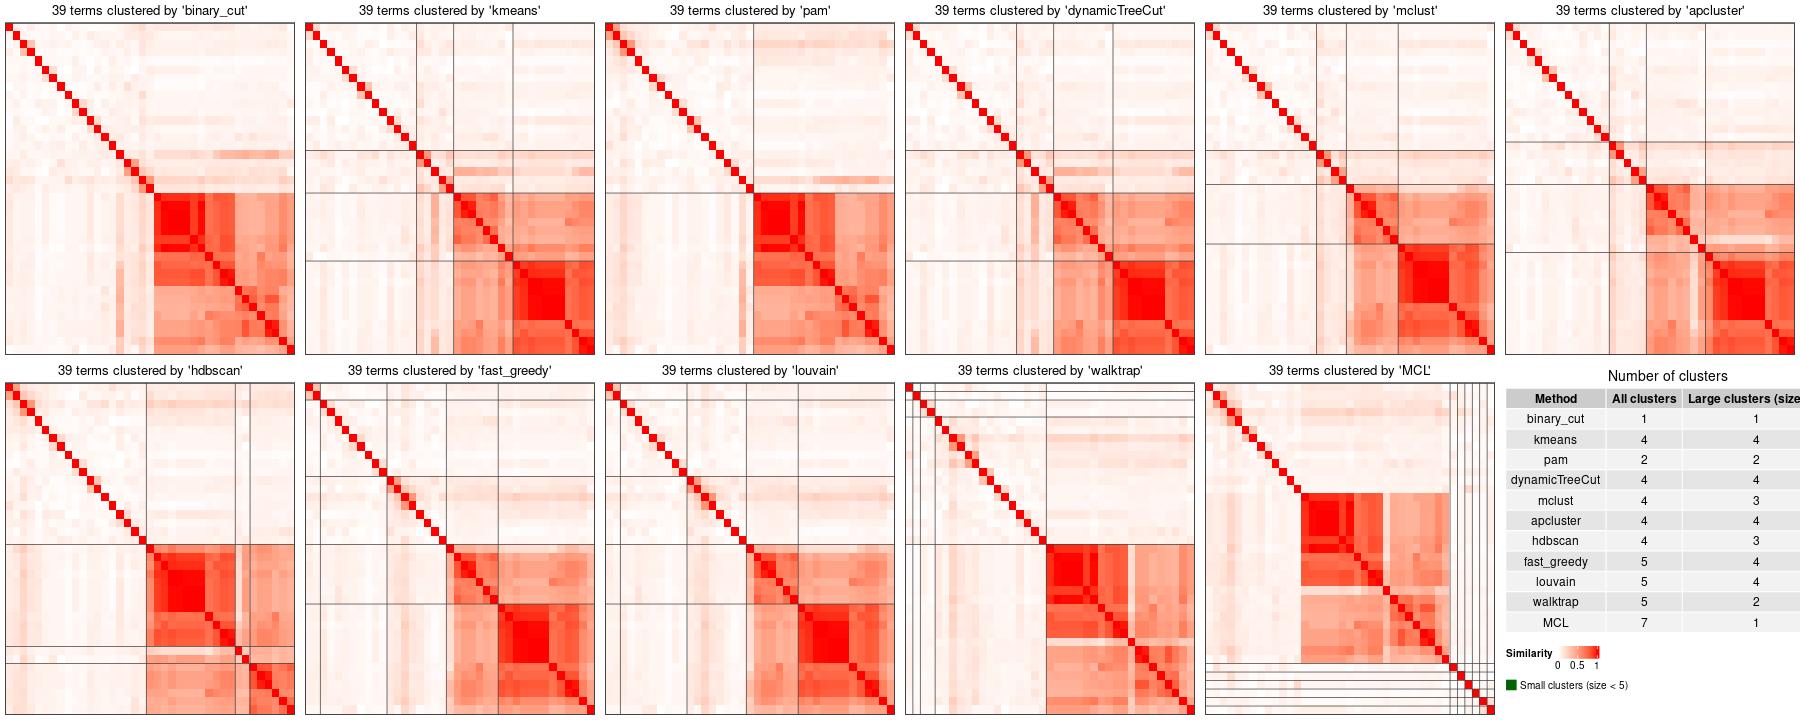 39 terms clustered by 'binary_cut'
39 terms clustered by 'kmeans'
39 terms clustered by 'pam'
39 terms clustered by 'dynamicTreeCut'
39 terms clustered by 'mclust'
39 terms clustered by 'apcluster'
39 terms clustered by 'hdbscan'
39 terms clustered by 'fast_greedy'
39 terms clustered by 'louvain'
39 terms clustered by 'walktrap'
39 terms clustered by 'MCL'
Number of clusters
Method All clusters Large clusters (size
binary_cut 1 1
kmeans 4 4
pam 2 2
dynamicTreeCut 4 4
mclust 4 3
apcluster 4 4
hdbscan 4 3
fast_greedy 5 4
louvain 5 4
walktrap 5 2
MCL 7 1
Similarity
0 0.5 1
Small clusters (size < 5)